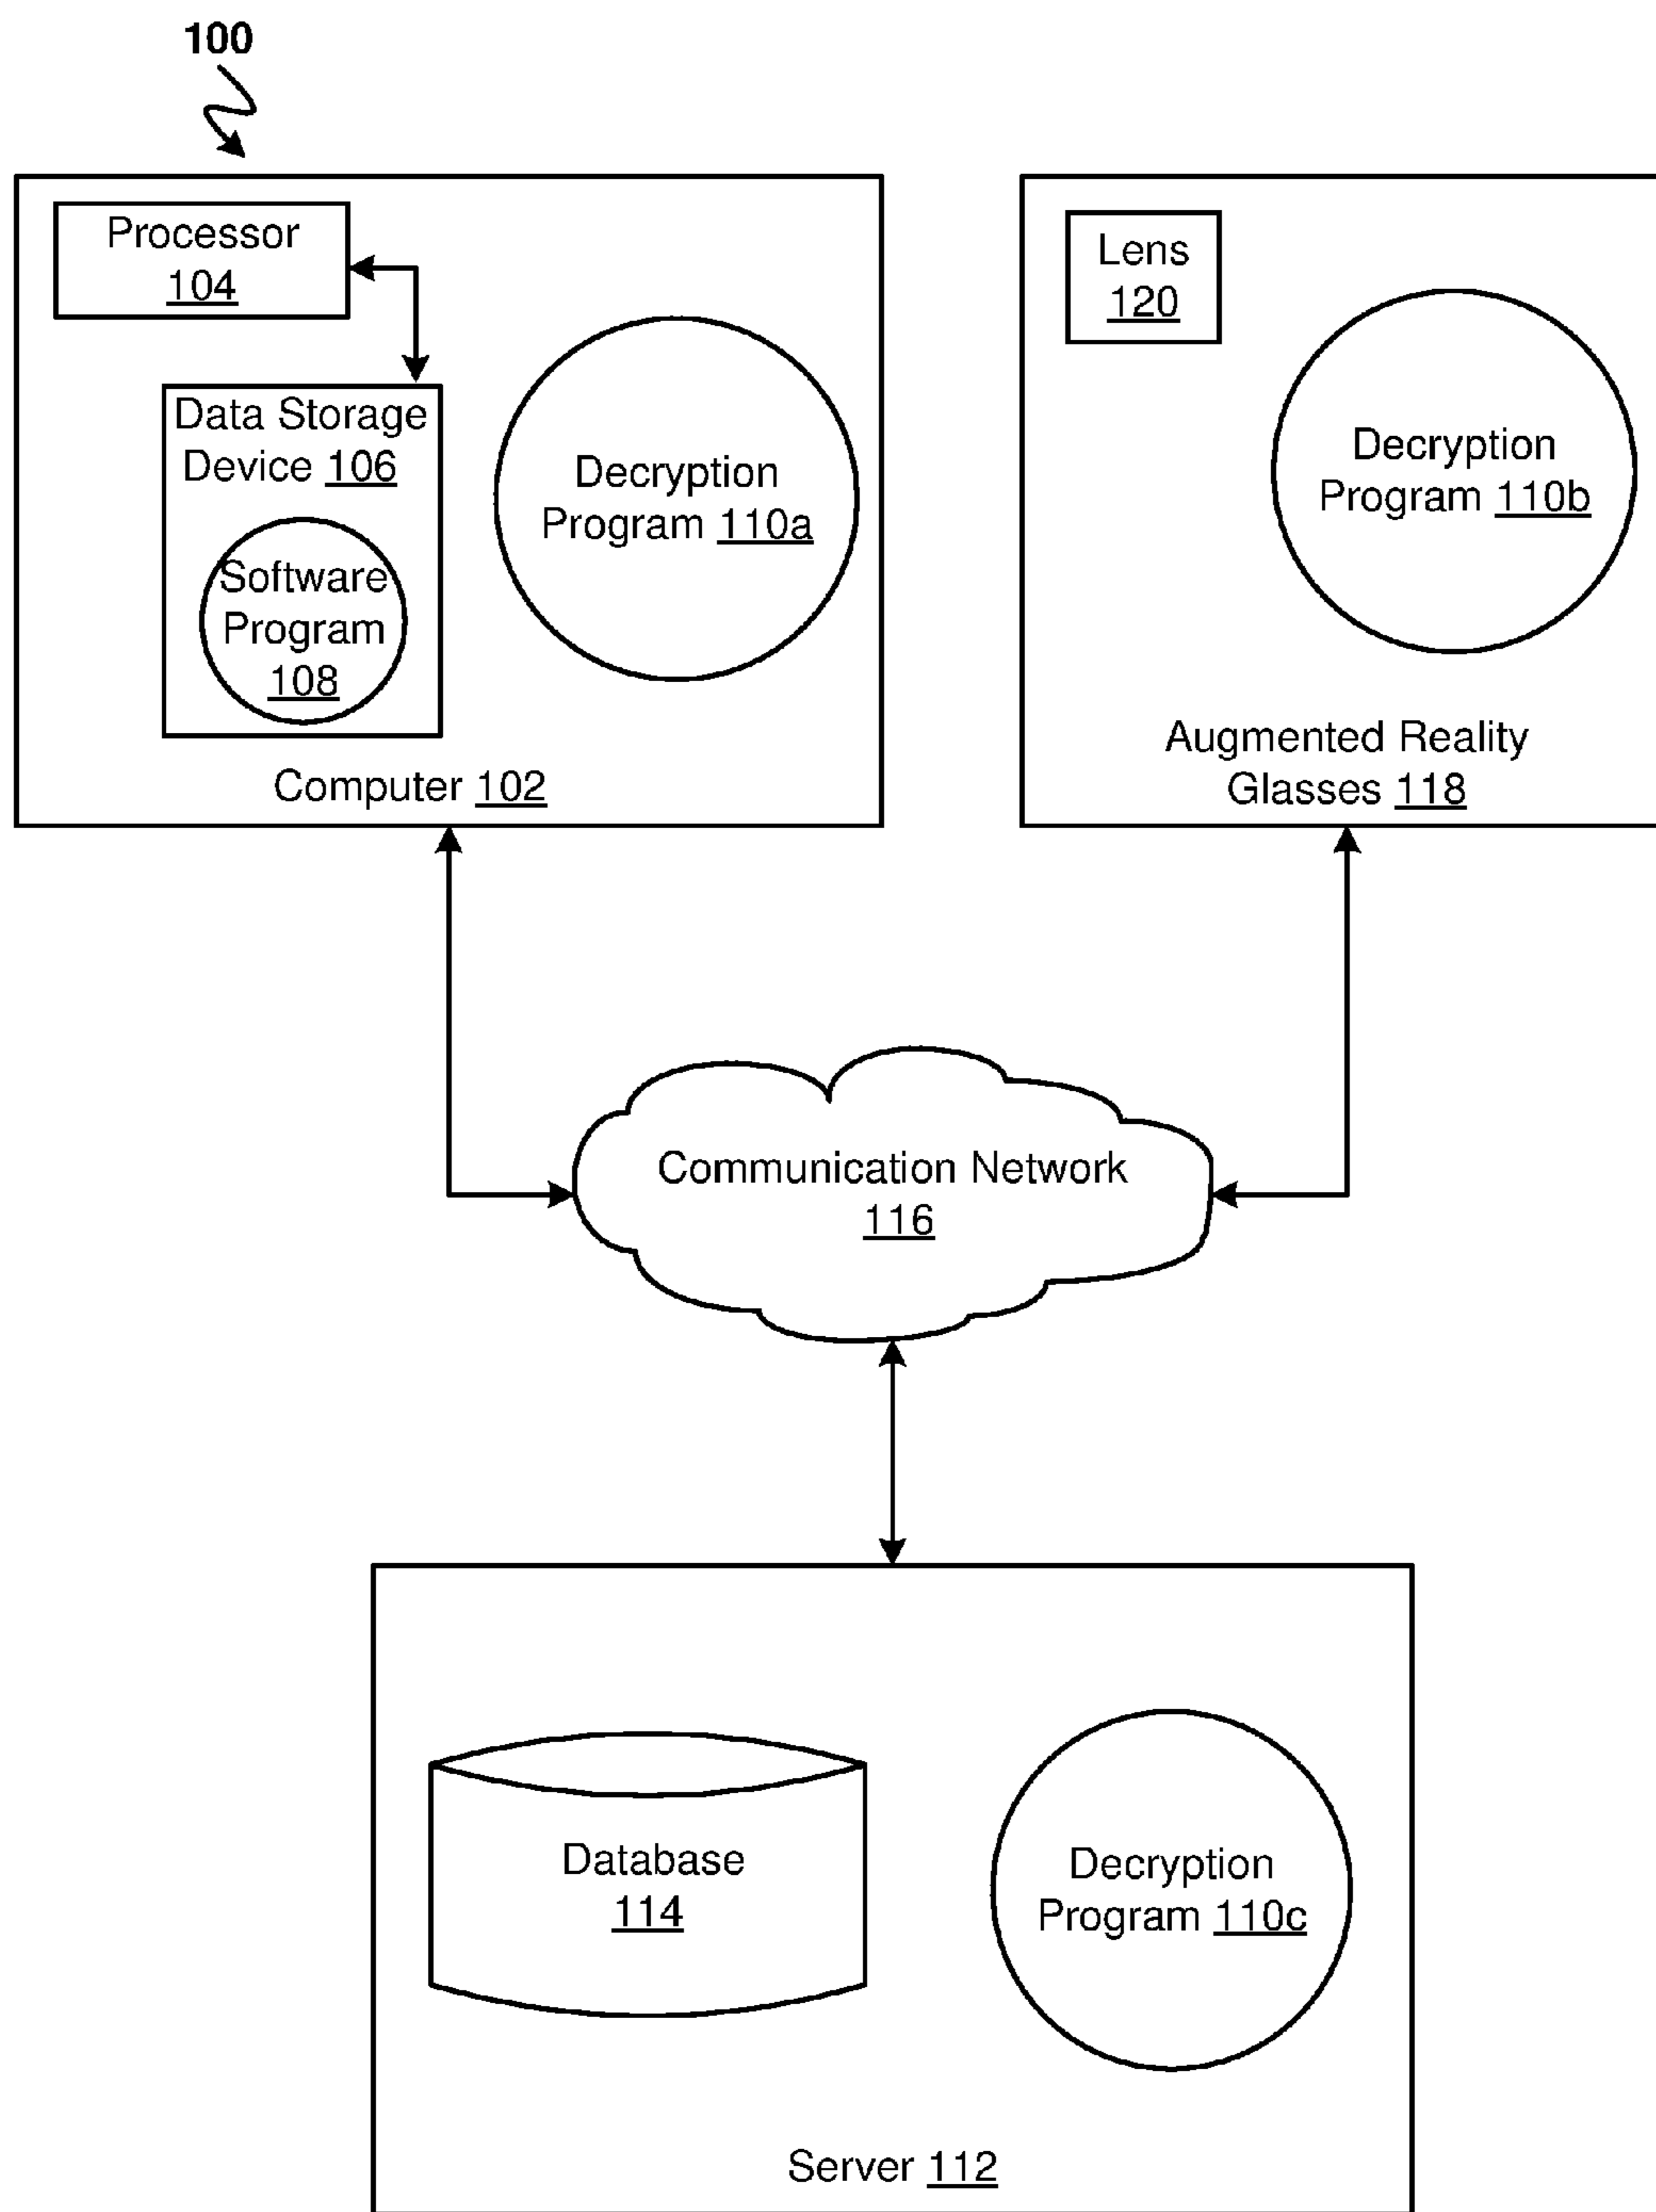 100
Processor
104
Data Storage
Device 106
Software
Program
108
Decryption
Program 110a
Computer 102
Lens
120
Decryption
Program 110b
Augmented Reality
Glasses 118
Communication Network
116
Database
114
Decryption
Program 110c
Server 112